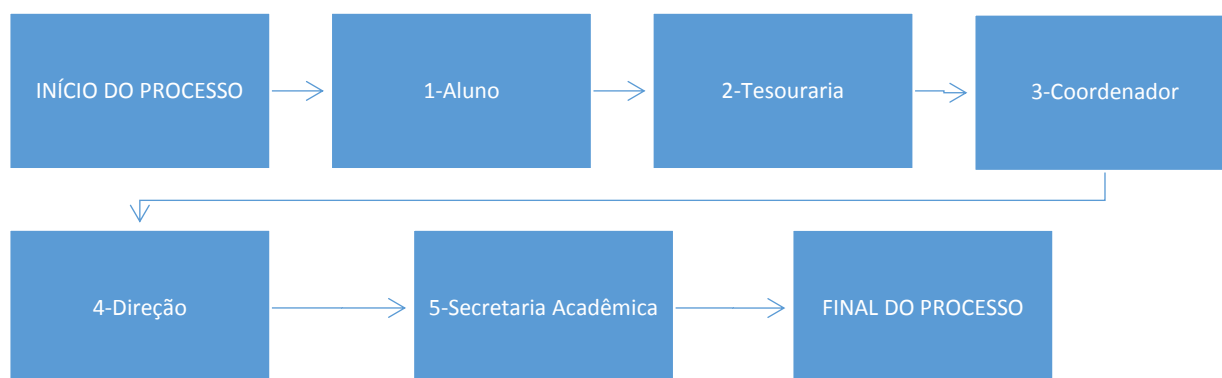 INÍCIO DO PROCESSO
1-Aluno
2-Tesouraria
3-Coordenador
4-Direção
5-Secretaria Acadêmica
FINAL DO PROCESSO